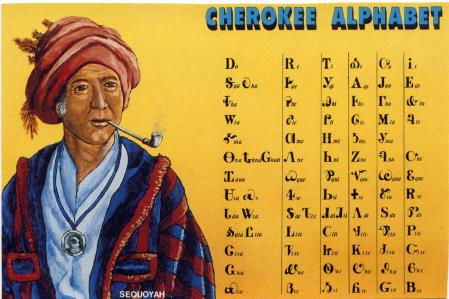 CHEROKEE ALPHABET
Ꭰa Ꭱe Ꭲi Ꭳo Ꭴu Ꭵv
Ꭶga Ꭷka Ꭸge Ꭹgi Ꭺgo Ꭻgu Ꭼgv
Ꭽha Ꭾhe Ꭿhi Ꮀho Ꮁhu Ꮂhv
Ꮃla Ꮄle Ꮅli Ꮆlo Ꮇlu Ꮈlv
Ꮉma Ꮊme Ꮋmi Ꮌmo Ꮍmu
Ꮎna Ꮏhna Ꮐnah Ꮑne Ꮒni Ꮓno Ꮔnu Ꮕnv
Ꮖqua Ꮗque Ꮘqui Ꮙquo Ꮚquu Ꮛquv
Ꮜsa Ꮝs Ꮞse Ꮟsi Ꮠso Ꮡsu Ꮢsv
Ꮣda Ꮤta Ꮥde Ꮦte Ꮧdi Ꮨti Ꮩdo Ꮪdu Ꮫdv
Ꮬdla Ꮭtla Ꮮtle Ꮯtli Ꮰtlo Ꮱtlu Ꮲtlv
Ꮳtsa Ꮴtse Ꮵtsi Ꮶtso Ꮷtsu Ꮸtsv
Ꮹwa Ꮺwe Ꮻwi Ꮼwo Ꮽwu Ꮾwv
Ꮿya Ᏸye Ᏹyi Ᏺyo Ᏻyu Ᏼyv
SEQUOYAH